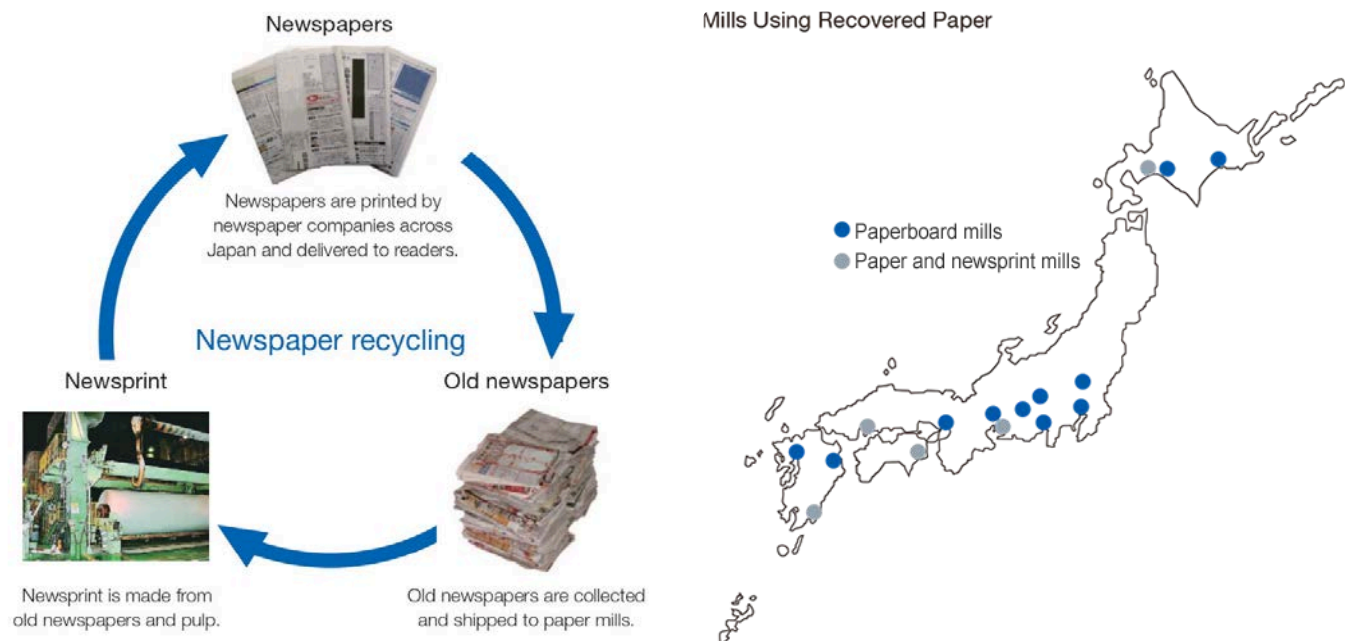 Newspapers
Newspapers are printed by
newspaper companies across
Japan and delivered to readers.
Newspaper recycling
Newsprint
Newsprint is made from
old newspapers and pulp.
Old newspapers
Old newspapers are collected
and shipped to paper mills.
Mills Using Recovered Paper
Paperboard mills
Paper and newsprint mills